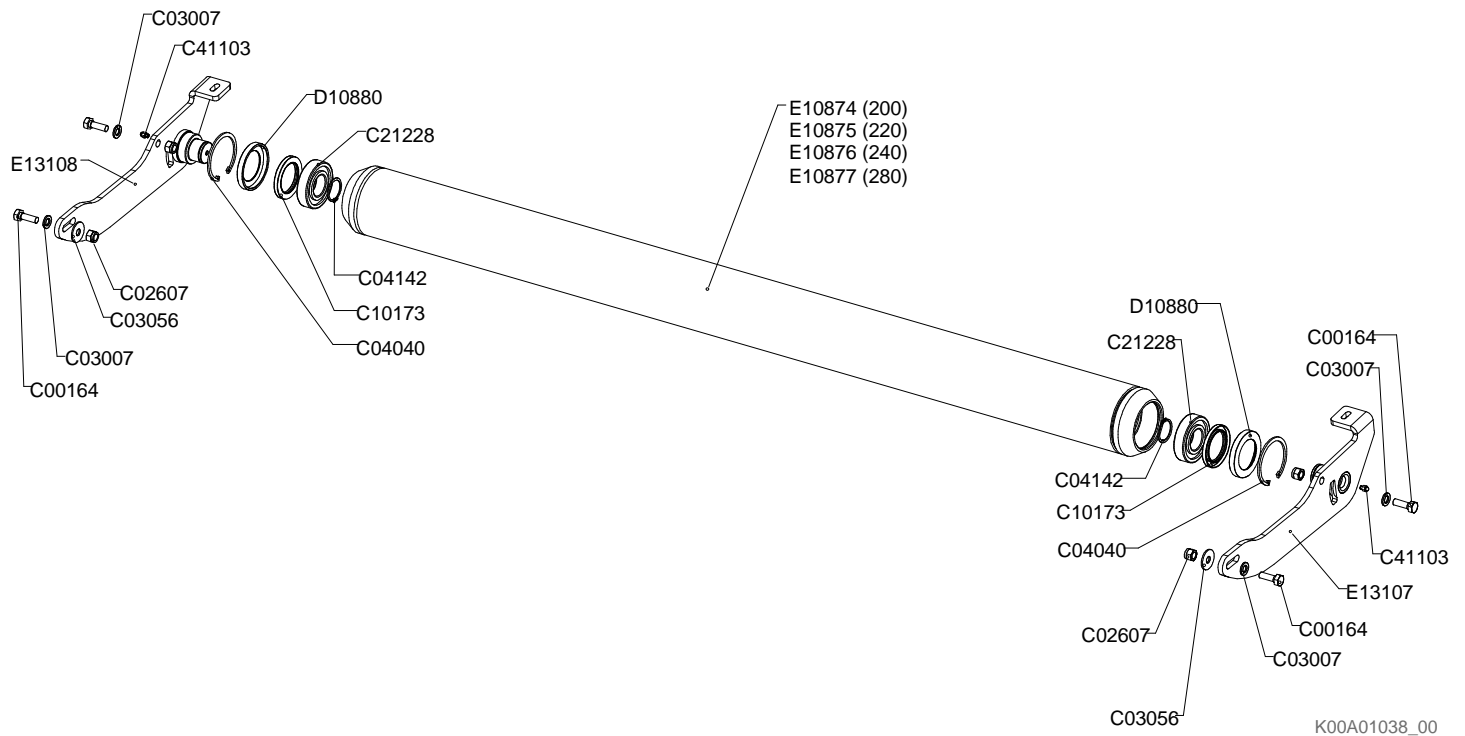 C03007
C41103
D10880
C21228
E10874 (200)
E10875 (220)
E10876 (240)
E10877 (280)
E13108
C04142
C02607
C10173
C03056
C04040
C03007
C00164
D10880
C21228
C00164
C03007
C04142
C10173
C04040
C41103
E13107
C02607
C00164
C03007
C03056
K00A01038_00